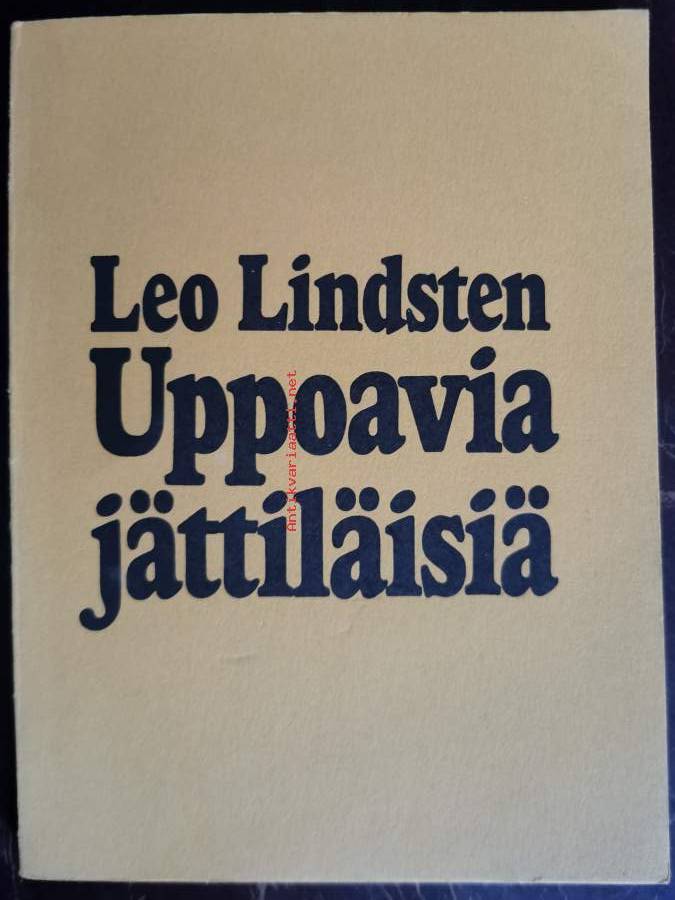 Leo Lindsten
Uppoavia
jättiläisiä
Antikvariaatti.net